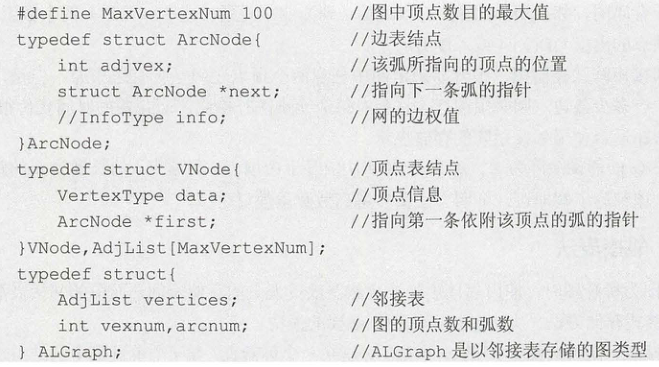 #define MaxVertexNum 100 //图中顶点数目的最大值
typedef struct ArcNode{ //边表结点
int adjvex; //该弧所指向的顶点的位置
struct ArcNode *next; //指向下一条弧的指针
//InfoType info; //网的边权值
}ArcNode;
typedef struct VNode{ //顶点表结点
VertexType data; //顶点信息
ArcNode *first; //指向第一条依附该顶点的弧的指针
}VNode,AdjList[MaxVertexNum];
typedef struct{
AdjList vertices; //邻接表
int vexnum,arcnum; //图的顶点数和弧数
} ALGraph; //ALGraph 是以邻接表存储的图类型